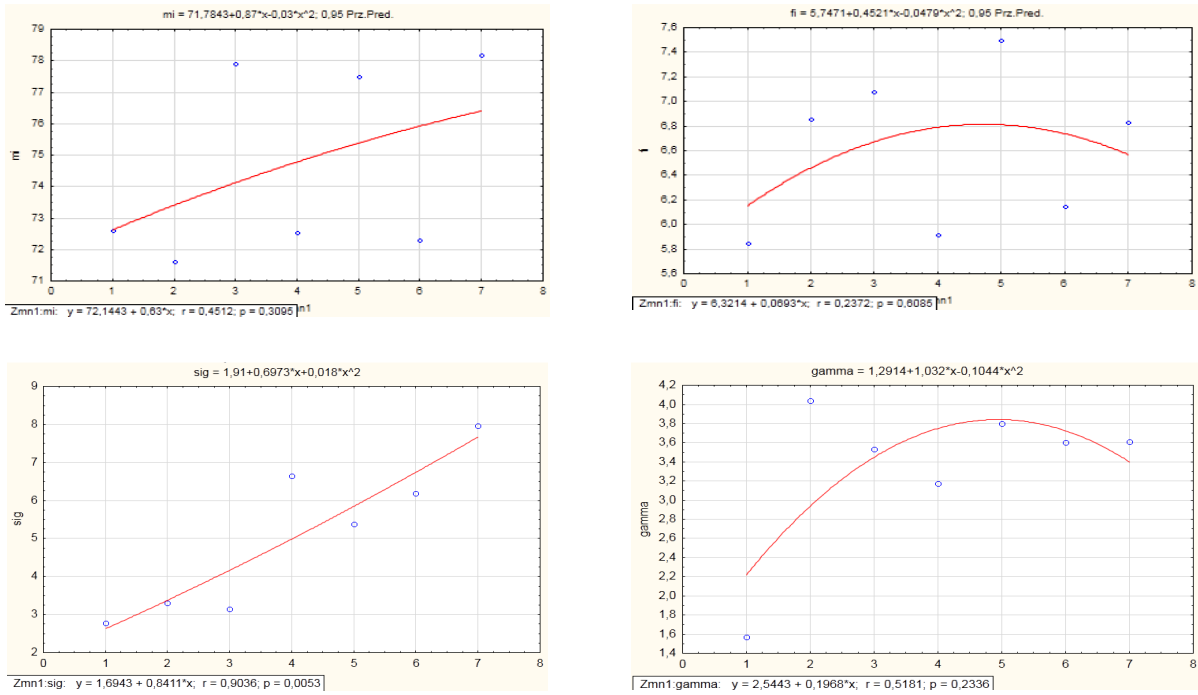 mi = 71,7843+0,87*x-0,03*x^2; 0,95 Prz.Pred.
79
78
77
76
75
74
73
72
71
mi
0 1 2 3 4 5 6 7 8
Zmn1:mi: y = 72,1443 + 0,63*x; r = 0,4512; p = 0,3095
fi = 5,7471+0,4521*x-0,0479*x^2; 0,95 Prz.Pred.
7,6
7,4
7,2
7,0
6,8
6,6
6,4
6,2
6,0
5,8
5,6
fi
0 1 2 3 4 5 6 7 8
Zmn1:fi: y = 6,3214 + 0,0693*x; r = 0,2372; p = 0,6085
sig = 1,91+0,6973*x+0,018*x^2
9
8
7
6
5
4
3
2
sig
0 1 2 3 4 5 6 7 8
Zmn1:sig: y = 1,6943 + 0,8411*x; r = 0,9036; p = 0,0053
gamma = 1,2914+1,032*x-0,1044*x^2
4,2
4,0
3,8
3,6
3,4
3,2
3,0
2,8
2,6
2,4
2,2
2,0
1,8
1,6
1,4
gamma
0 1 2 3 4 5 6 7 8
Zmn1:gamma: y = 2,5443 + 0,1968*x; r = 0,5181; p = 0,2336